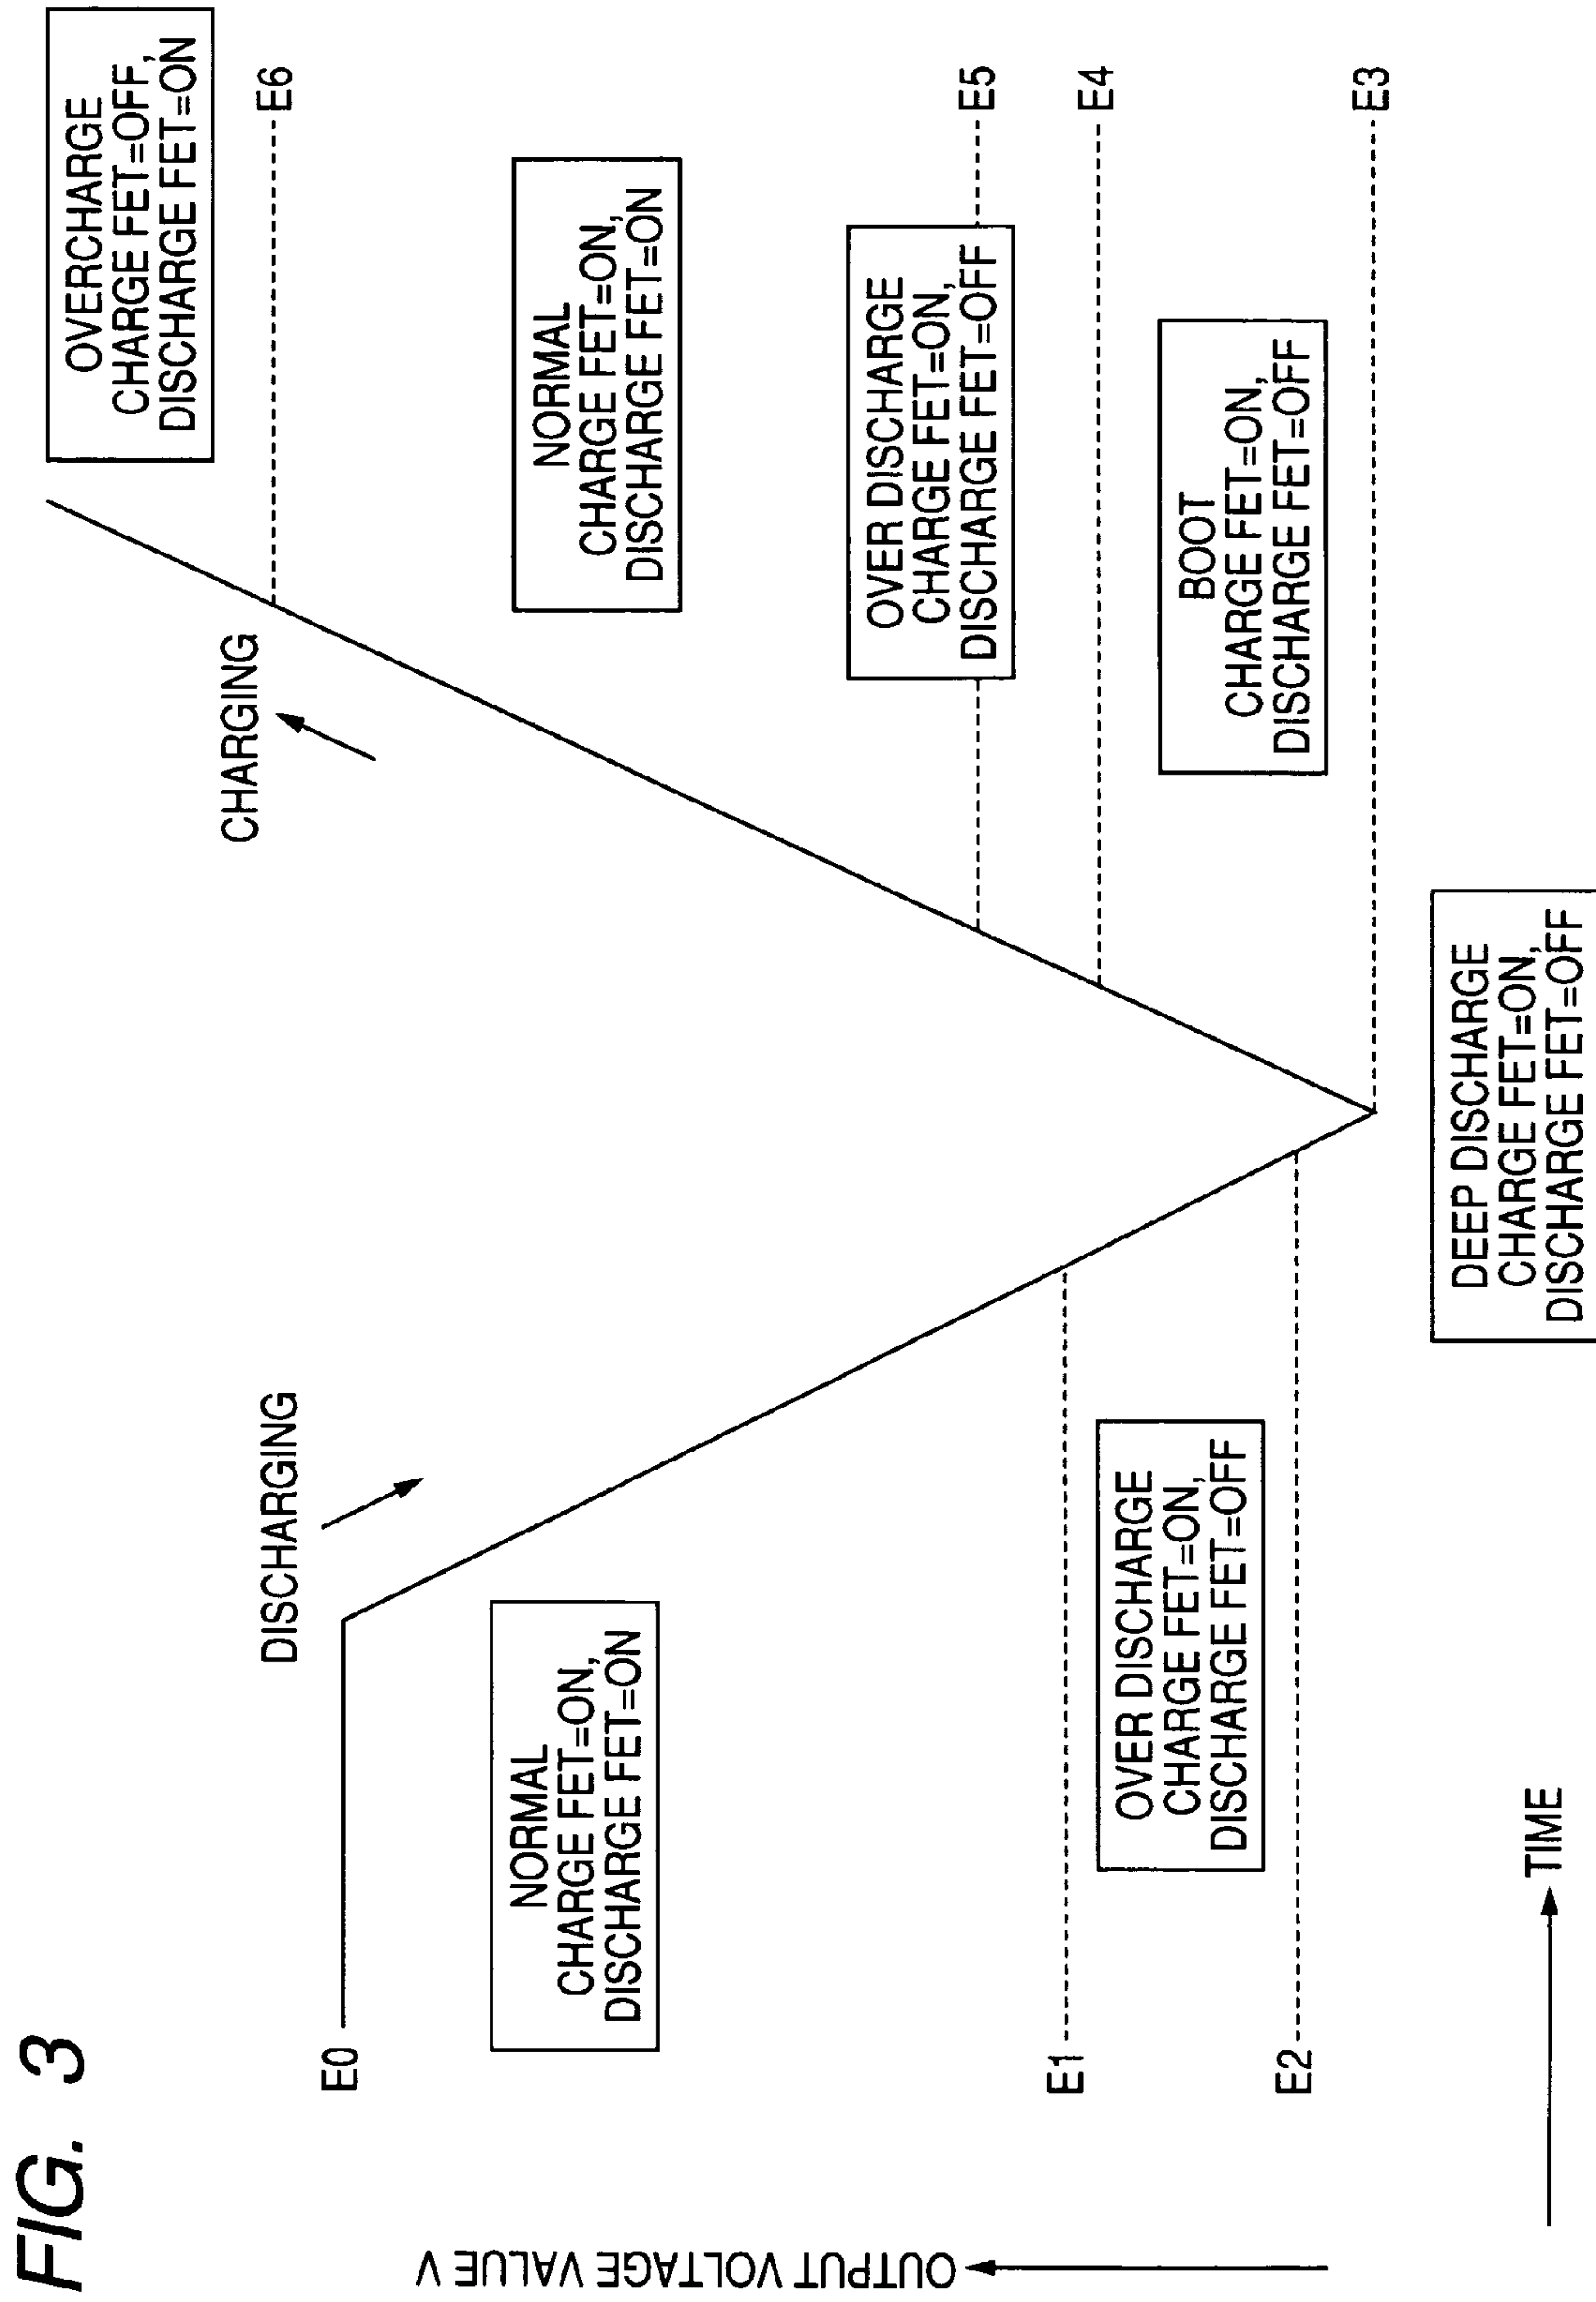 FIG. 3
OUTPUT VOLTAGE VALUE V
TIME
E0
DISCHARGING
NORMAL
CHARGE FET=ON,
DISCHARGE FET=ON
E1
OVER DISCHARGE
CHARGE FET=ON,
DISCHARGE FET=OFF
E2
DEEP DISCHARGE
CHARGE FET=ON,
DISCHARGE FET=OFF
CHARGING
OVERCHARGE
CHARGE FET=OFF,
DISCHARGE FET=ON
E6
NORMAL
CHARGE FET=ON,
DISCHARGE FET=ON
OVER DISCHARGE
CHARGE FET=ON,
DISCHARGE FET=OFF
E5
E4
BOOT
CHARGE FET=ON,
DISCHARGE FET=OFF
E3